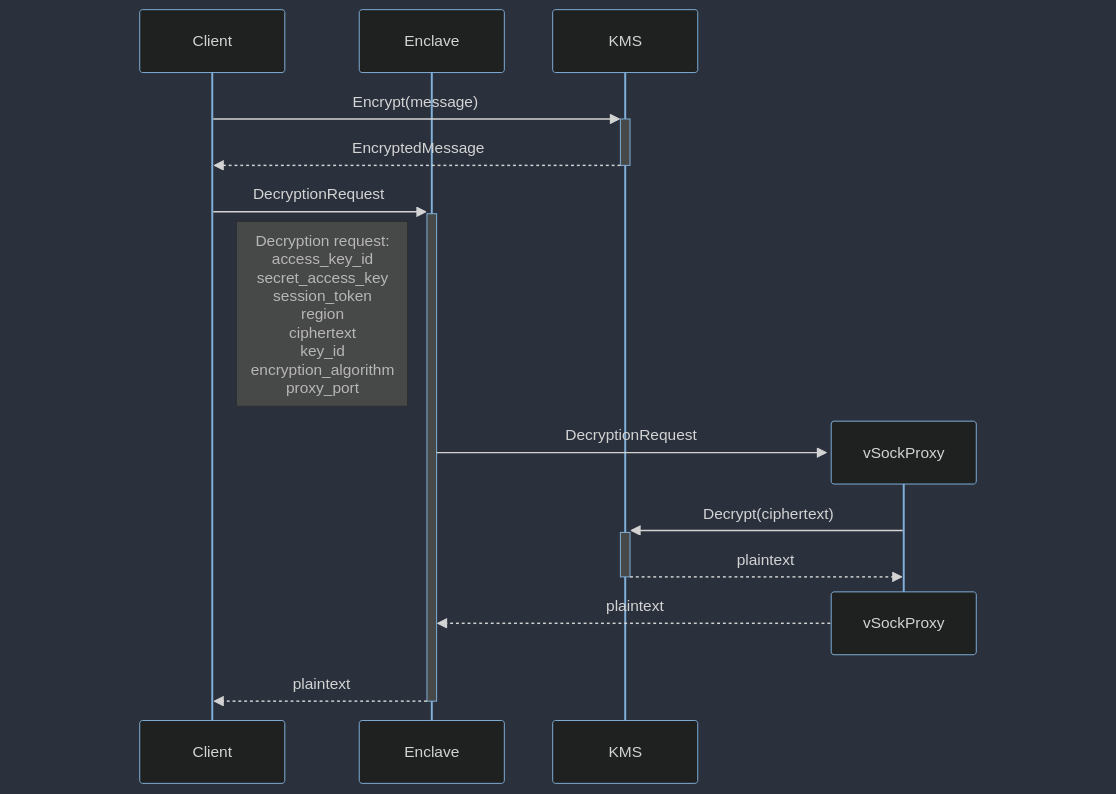 Client
Enclave
KMS
Encrypt(message)
EncryptedMessage
DecryptionRequest
Decryption request:
access_key_id
secret_access_key
session_token
region
ciphertext
key_id
encryption_algorithm
proxy_port
DecryptionRequest
vSockProxy
Decrypt(ciphertext)
plaintext
plaintext
vSockProxy
plaintext
Client
Enclave
KMS